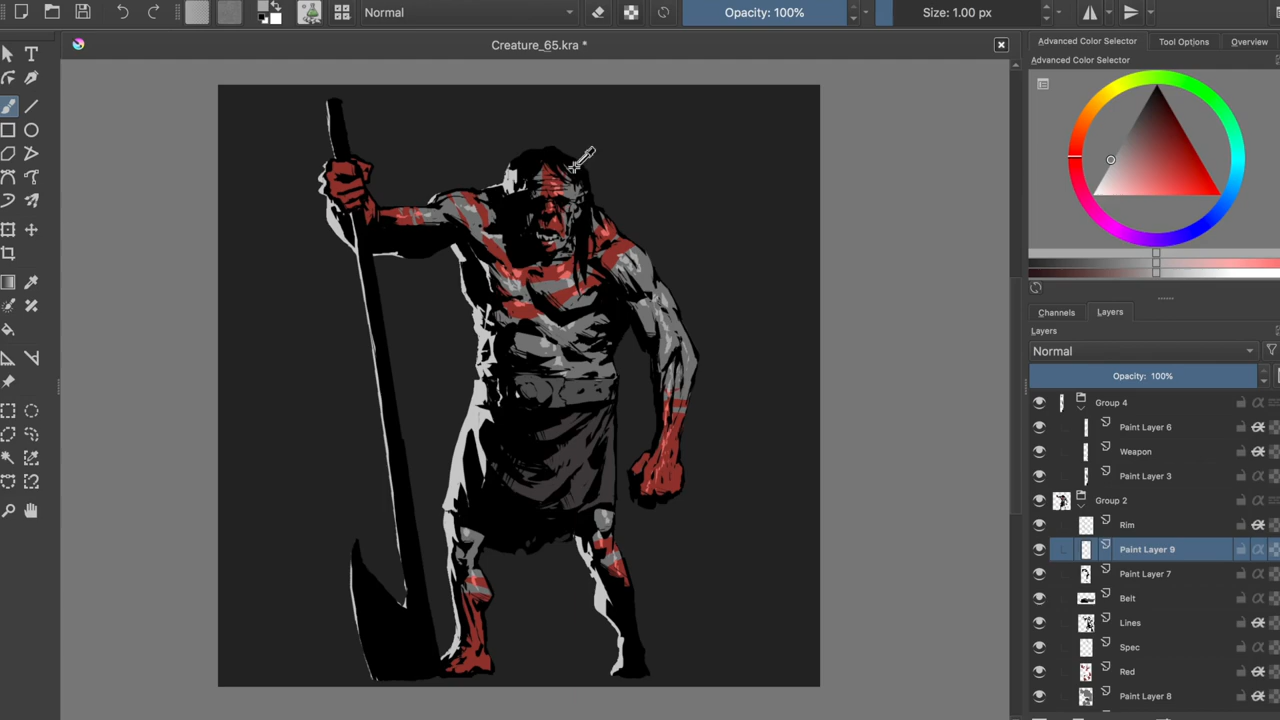 Normal
Opacity: 100%
Size: 1.00 px
Creature_65.kra *
Advanced Color Selector
Tool Options
Overview
Advanced Color Selector
Channels
Layers
Layers
Normal
Opacity: 100%
Group 4
Paint Layer 6
Weapon
Paint Layer 3
Group 2
Rim
Paint Layer 9
Paint Layer 7
Belt
Lines
Spec
Red
Paint Layer 8